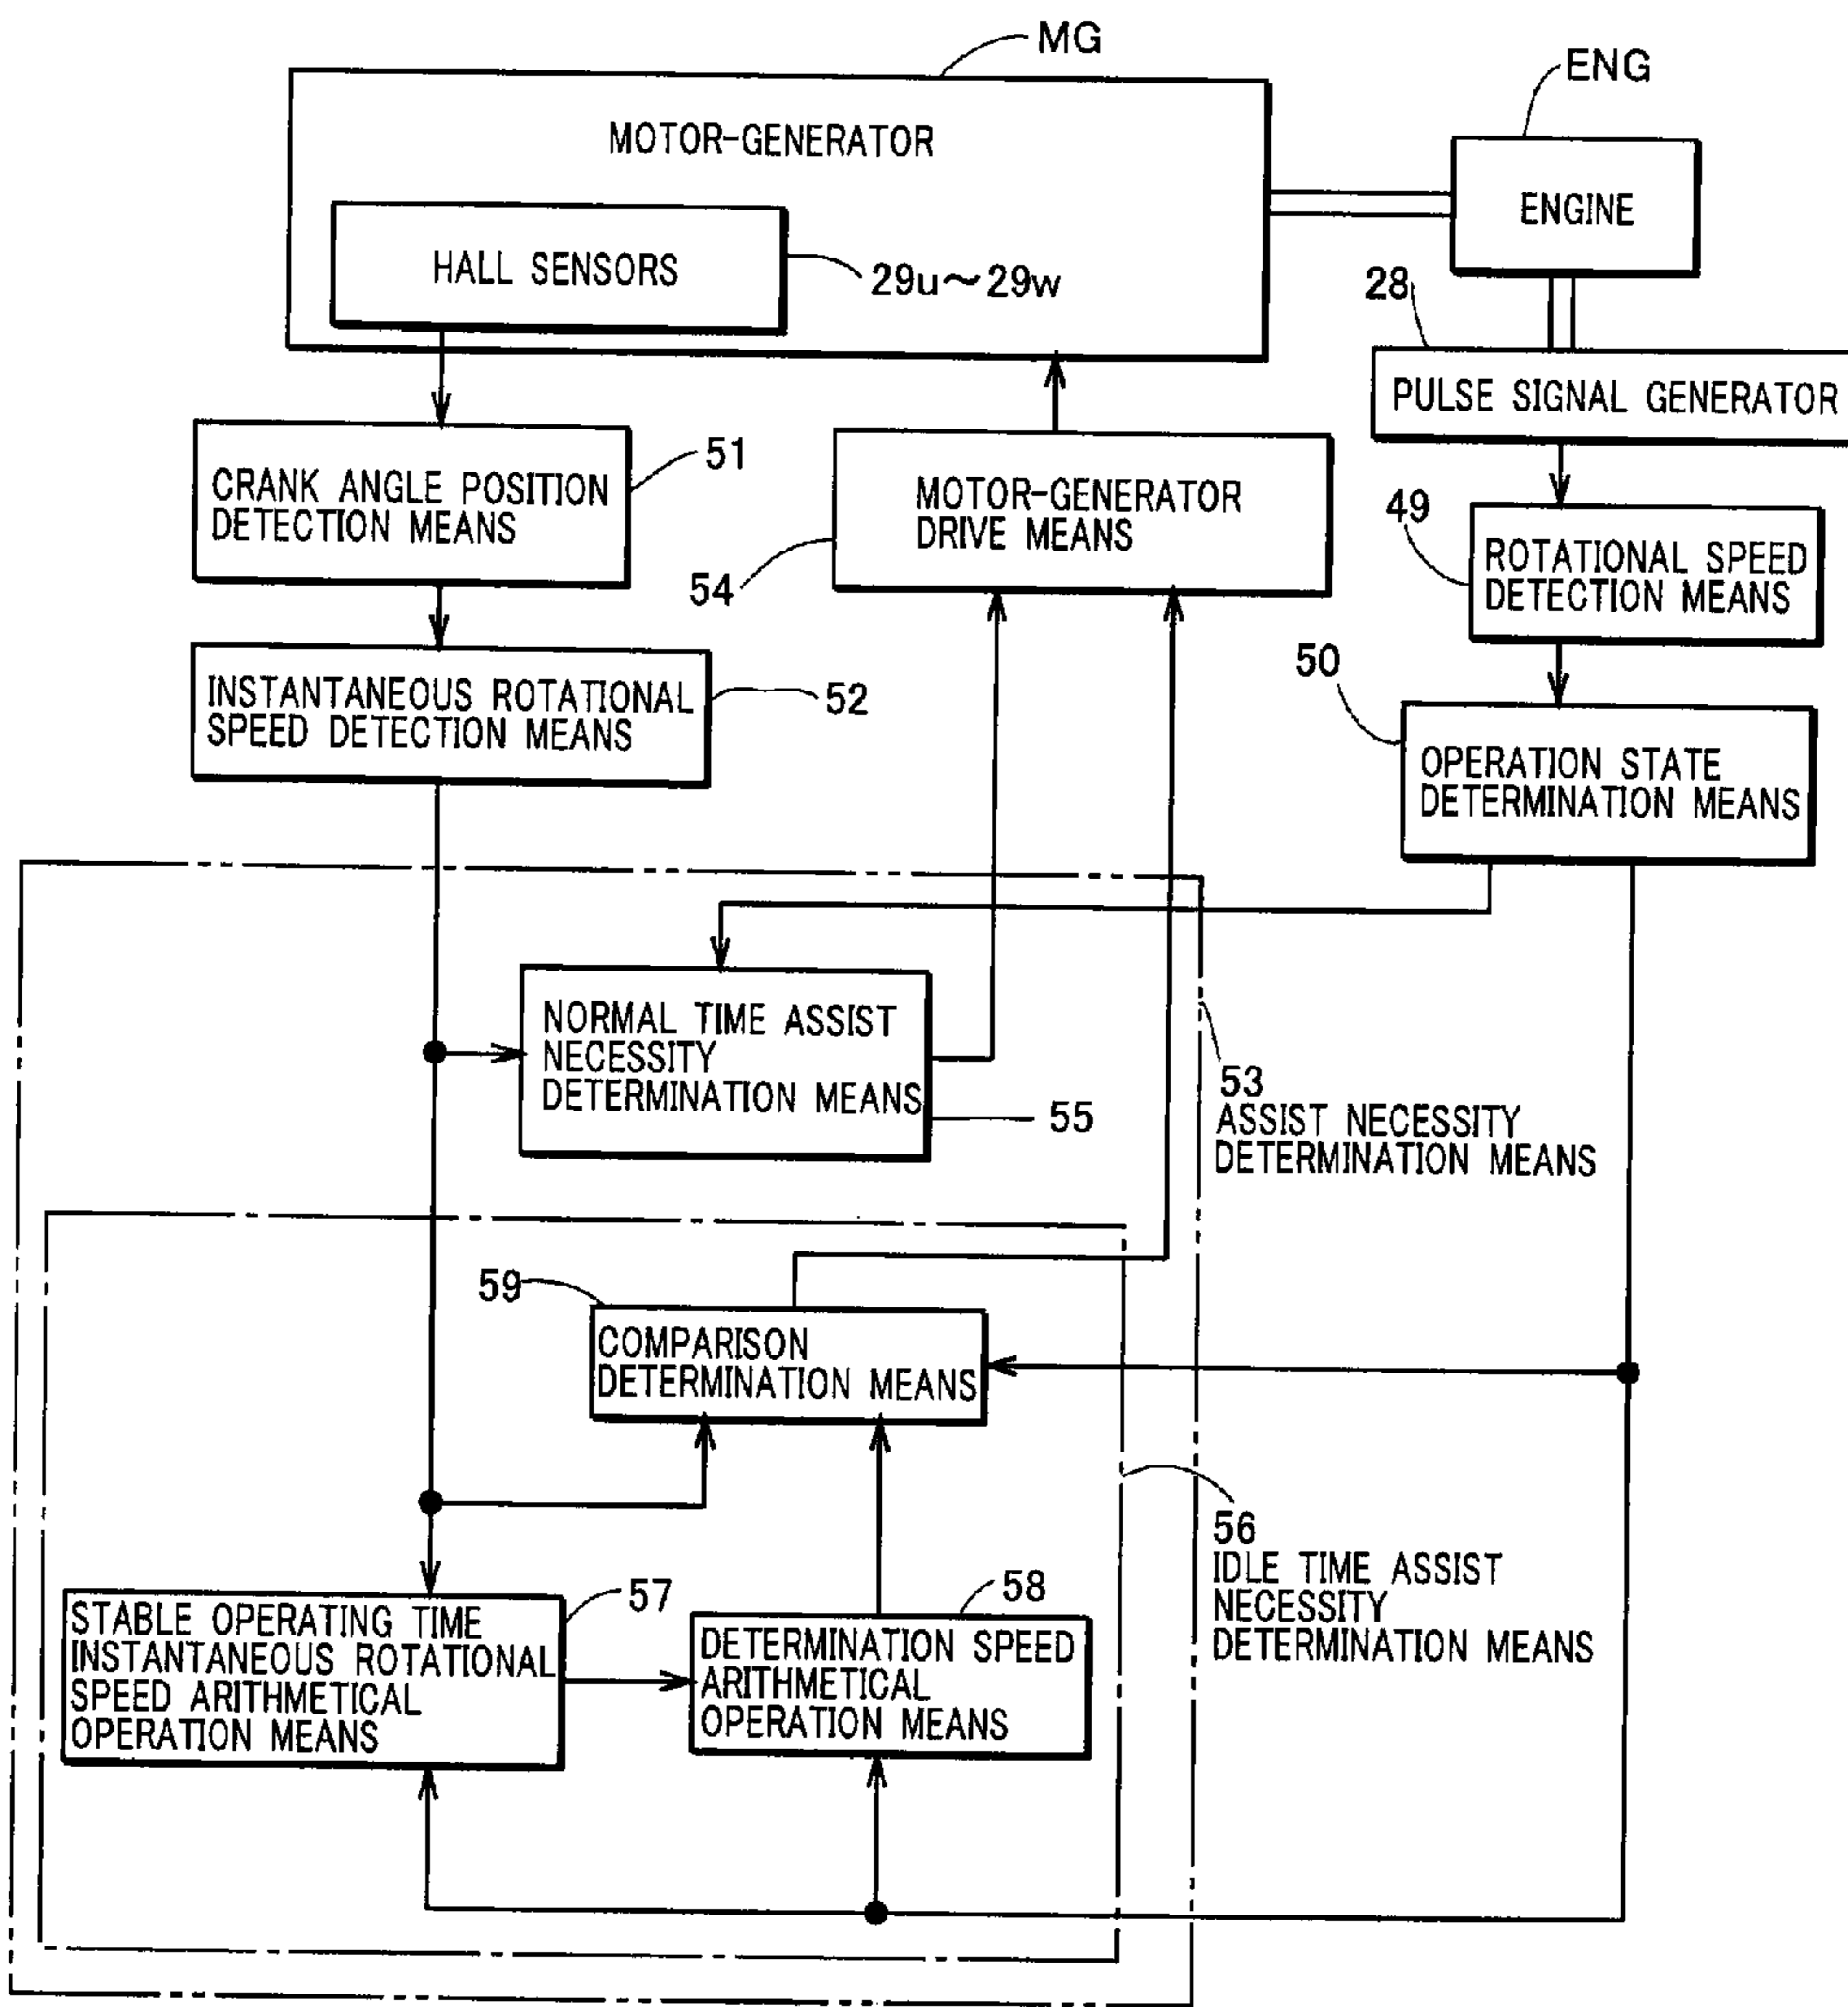 MG
ENG
MOTOR-GENERATOR
ENGINE
HALL SENSORS
29u～29w
28
PULSE SIGNAL GENERATOR
51
CRANK ANGLE POSITION
DETECTION MEANS
MOTOR-GENERATOR
DRIVE MEANS
54
49
ROTATIONAL SPEED
DETECTION MEANS
INSTANTANEOUS ROTATIONAL
SPEED DETECTION MEANS
52
50
OPERATION STATE
DETERMINATION MEANS
NORMAL TIME ASSIST
NECESSITY
DETERMINATION MEANS
55
53
ASSIST NECESSITY
DETERMINATION MEANS
59
COMPARISON
DETERMINATION MEANS
56
IDLE TIME ASSIST
NECESSITY
DETERMINATION MEANS
57
STABLE OPERATING TIME
INSTANTANEOUS ROTATIONAL
SPEED ARITHMETICAL
OPERATION MEANS
58
DETERMINATION SPEED
ARITHMETICAL
OPERATION MEANS